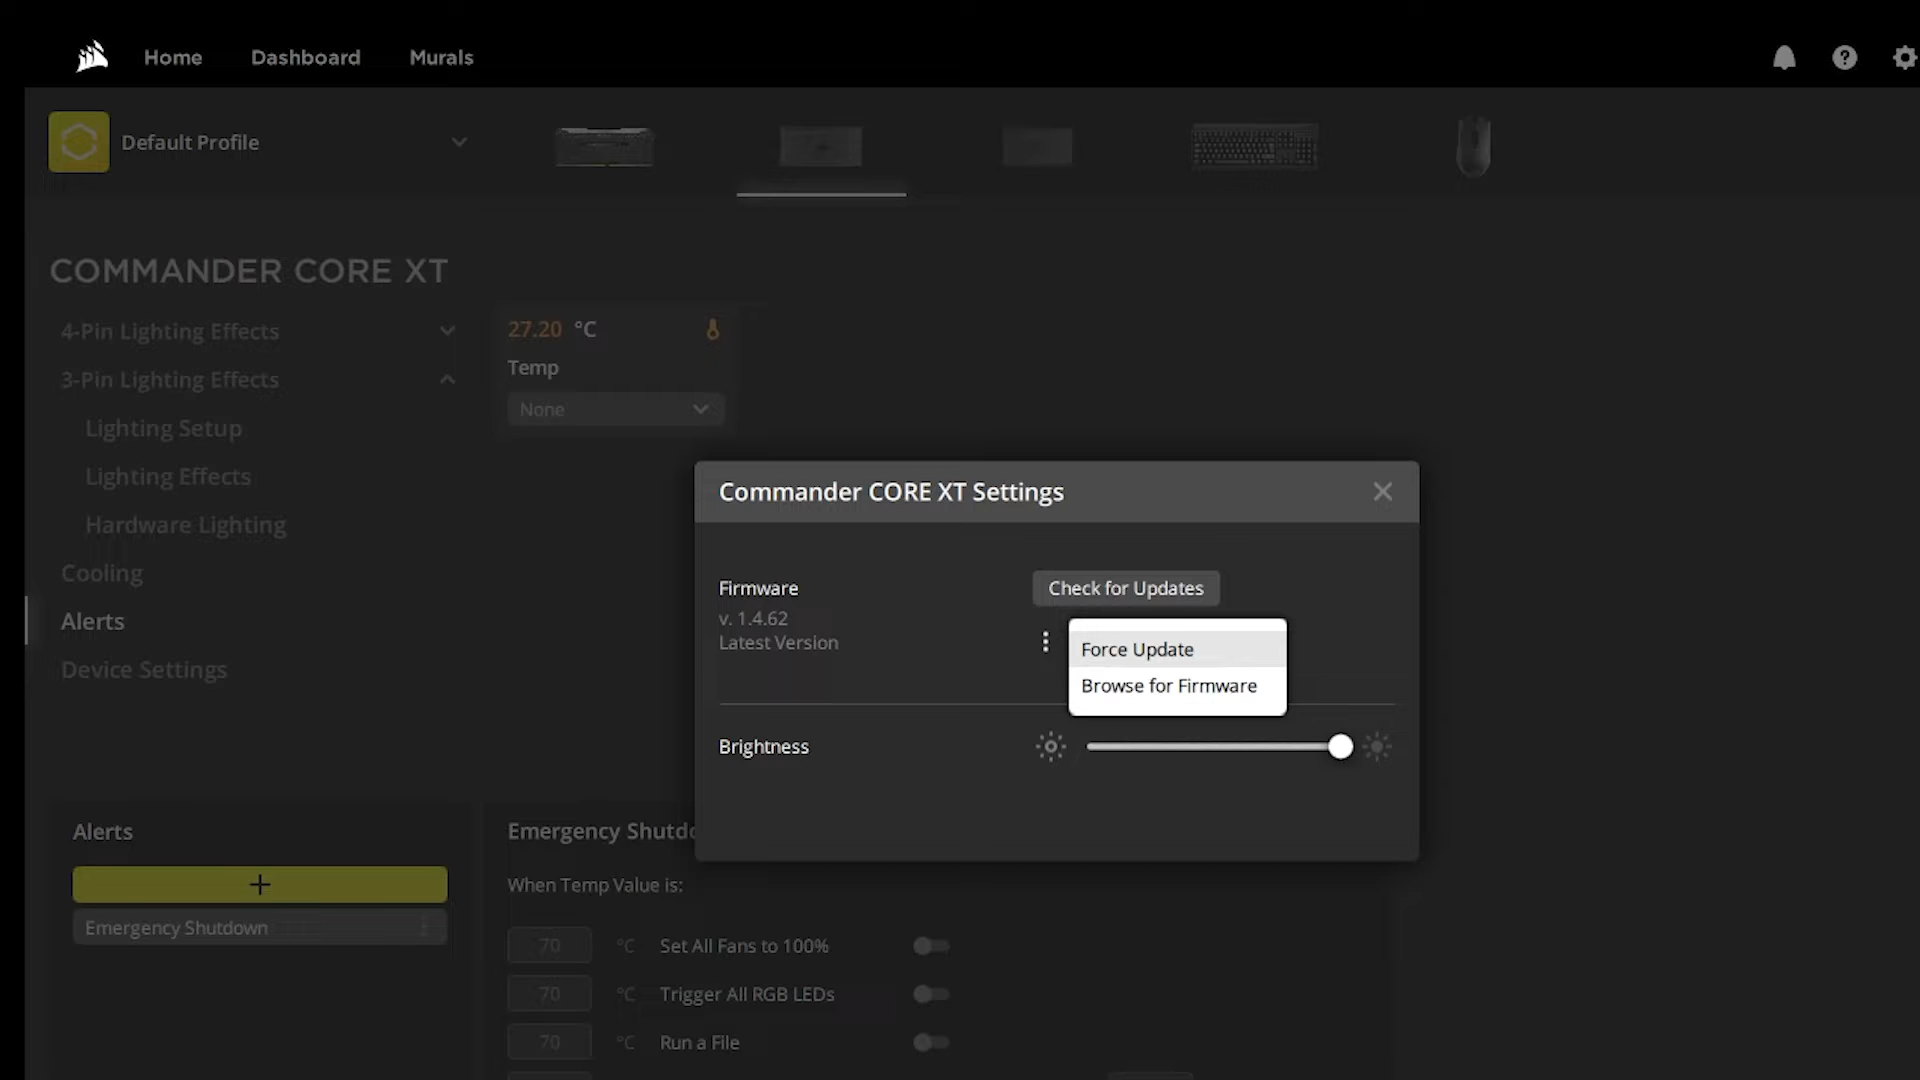 Home Dashboard Murals
Default Profile
COMMANDER CORE XT
4-Pin Lighting Effects
3-Pin Lighting Effects
Lighting Setup
Lighting Effects
Hardware Lighting
Cooling
Alerts
Device Settings
27.20 °C
Temp
None
Commander CORE XT Settings
Firmware
v. 1.4.62
Latest Version
Check for Updates
Force Update
Browse for Firmware
Brightness
Alerts
+
Emergency Shutdown
Emergency Shutdo
When Temp Value is:
70 °C Set All Fans to 100%
70 °C Trigger All RGB LEDs
70 °C Run a File